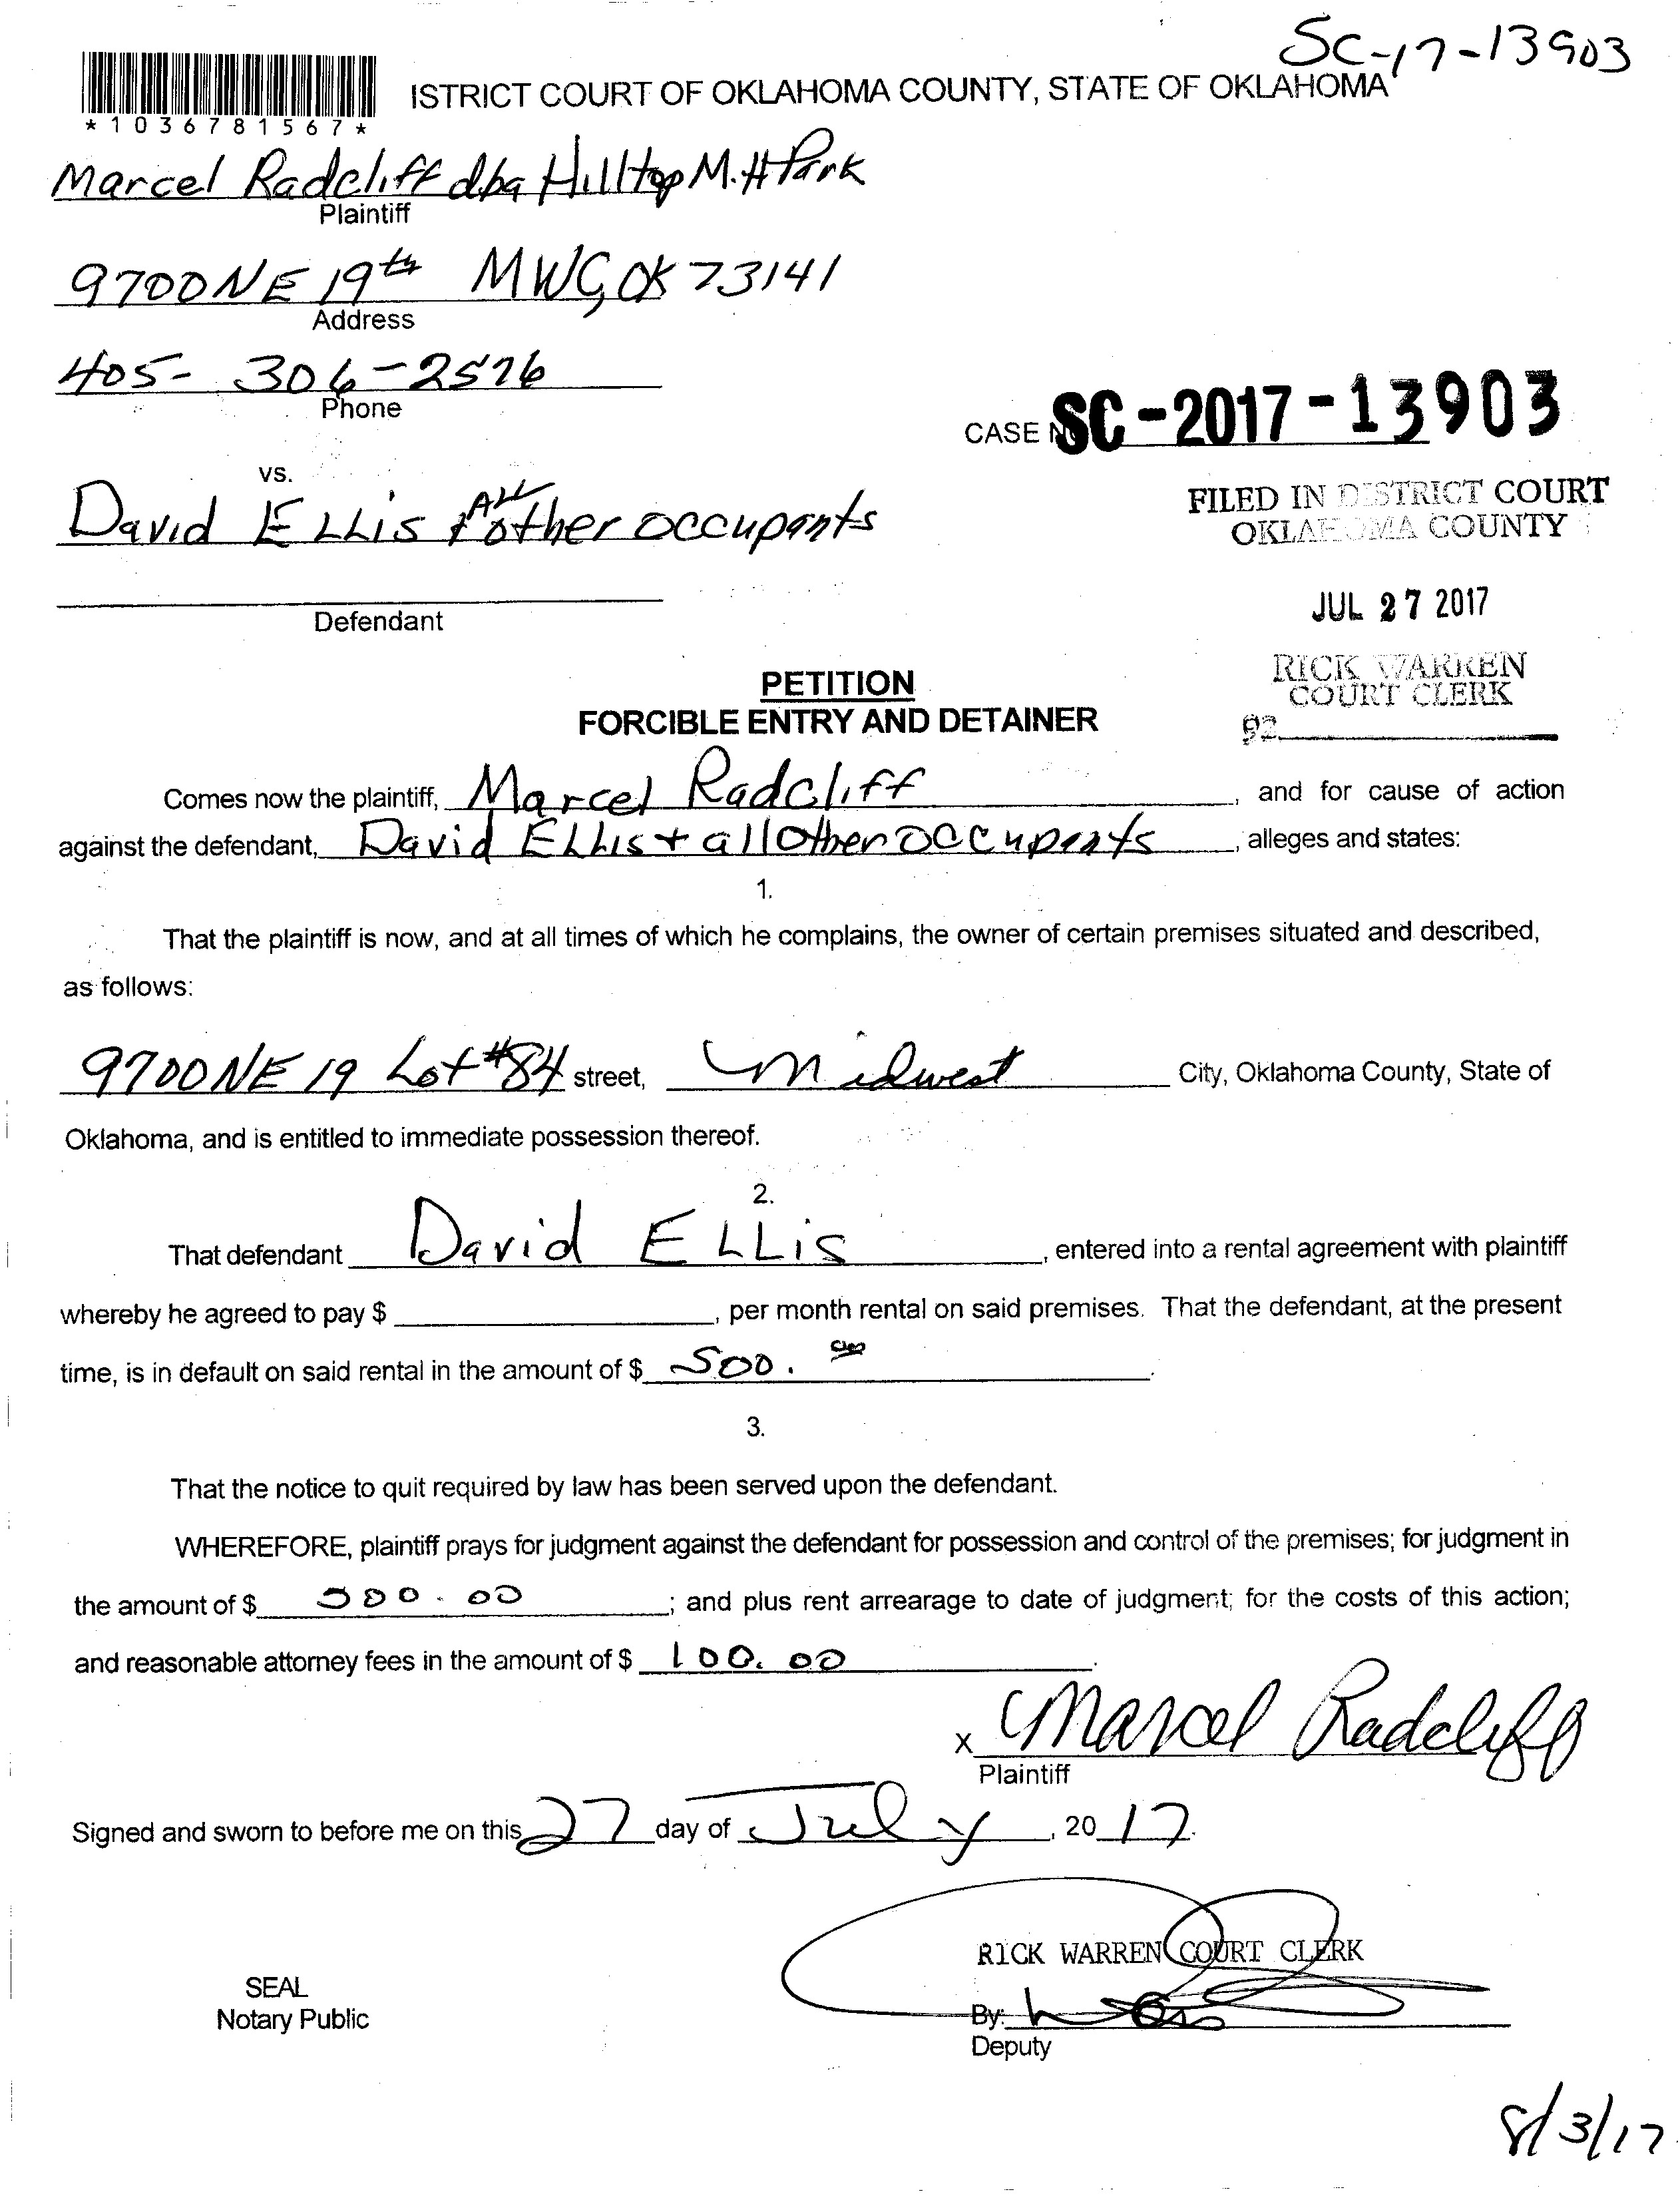 SC-17-13903
ISTRICT COURT OF OKLAHOMA COUNTY, STATE OF OKLAHOMA
*1036781567*
Marcel Radcliff dba Hilltop M.H Park
Plaintiff
9700 NE 19th MWC, OK 73141
Address
405- 306-2576
Phone
CASE N SC-2017-13903
vs.
FILED IN DISTRICT COURT
OKLAHOMA COUNTY
David ELLis + All other occupants
JUL 27 2017
Defendant
RICK WARREN
COURT CLERK
92
PETITION
FORCIBLE ENTRY AND DETAINER
Comes now the plaintiff, Marcel Radcliff, and for cause of action
against the defendant, David ELLis + all other occupants, alleges and states:
1.
That the plaintiff is now, and at all times of which he complains, the owner of certain premises situated and described,
as follows:
9700 NE 19 Lot #84 street, Midwest City, Oklahoma County, State of
Oklahoma, and is entitled to immediate possession thereof.
2.
That defendant David ELLis, entered into a rental agreement with plaintiff
whereby he agreed to pay $, per month rental on said premises. That the defendant, at the present
time, is in default on said rental in the amount of $ 500.00.
3.
That the notice to quit required by law has been served upon the defendant.
WHEREFORE, plaintiff prays for judgment against the defendant for possession and control of the premises; for judgment in
the amount of $ 500.00; and plus rent arrearage to date of judgment; for the costs of this action;
and reasonable attorney fees in the amount of $ 100.00.
x Marcel Radcliff
Plaintiff
Signed and sworn to before me on this 27 day of July, 2017.
RICK WARREN COURT CLERK
SEAL
Notary Public
By:
Deputy
8/3/17